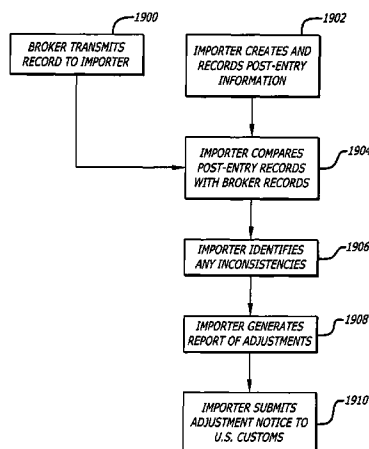 1900
1902
BROKER TRANSMITS
RECORD TO IMPORTER
IMPORTER CREATES AND
RECORDS POST-ENTRY
INFORMATION
1904
IMPORTER COMPARES
POST-ENTRY RECORDS
WITH BROKER RECORDS
1906
IMPORTER IDENTIFIES
ANY INCONSISTENCIES
1908
IMPORTER GENERATES
REPORT OF ADJUSTMENTS
1910
IMPORTER SUBMITS
ADJUSTMENT NOTICE TO
U.S. CUSTOMS